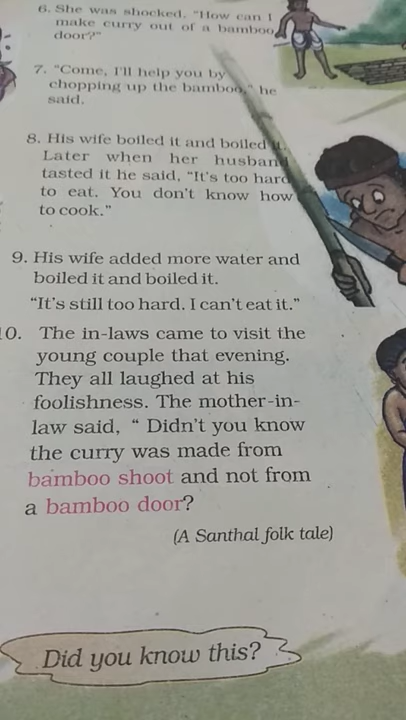 6. She was shocked. "How can I
make curry out of a bamboo
door?"
7. "Come, I'll help you by
chopping up the bamboo," he
said.
8. His wife boiled it and boiled it.
Later when her husband
tasted it he said, "It's too hard
to eat. You don't know how
to cook."
9. His wife added more water and
boiled it and boiled it.
"It's still too hard. I can't eat it."
10. The in-laws came to visit the
young couple that evening.
They all laughed at his
foolishness. The mother-in-
law said, " Didn't you know
the curry was made from
bamboo shoot and not from
a bamboo door?
(A Santhal folk tale)
Did you know this?